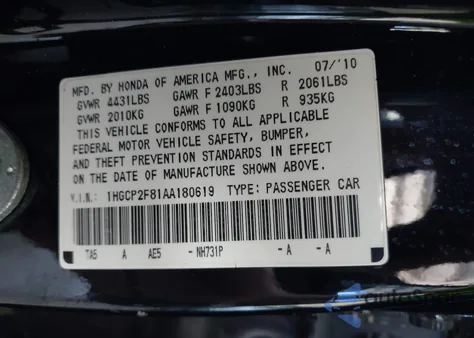 MFD. BY HONDA OF AMERICA MFG., INC. 07/'10
GVWR 4431LBS GAWR F 2403LBS R 2061LBS
GVWR 2010KG GAWR F 1090KG R 935KG
THIS VEHICLE CONFORMS TO ALL APPLICABLE
FEDERAL MOTOR VEHICLE SAFETY, BUMPER,
AND THEFT PREVENTION STANDARDS IN EFFECT
ON THE DATE OF MANUFACTURE SHOWN ABOVE.
V.I.N.: 1HGCP2F81AA180619 TYPE: PASSENGER CAR
TA5 A AE5 - NH731P - A - A